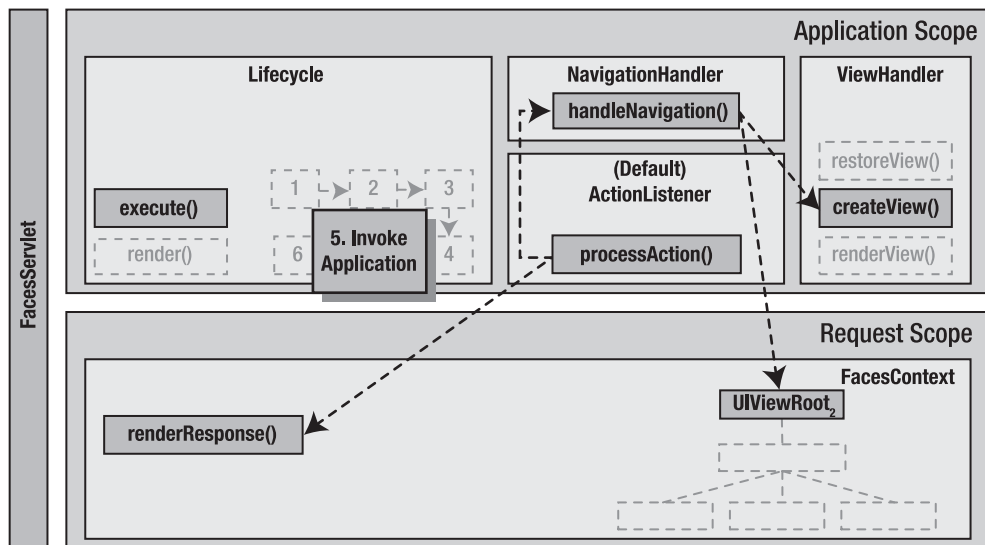 FacesServlet
Application Scope
Lifecycle
execute()
render()
1
2
3
4
6
5. Invoke
Application
NavigationHandler
handleNavigation()
(Default)
ActionListener
processAction()
ViewHandler
restoreView()
createView()
renderView()
Request Scope
FacesContext
renderResponse()
UIViewRoot2